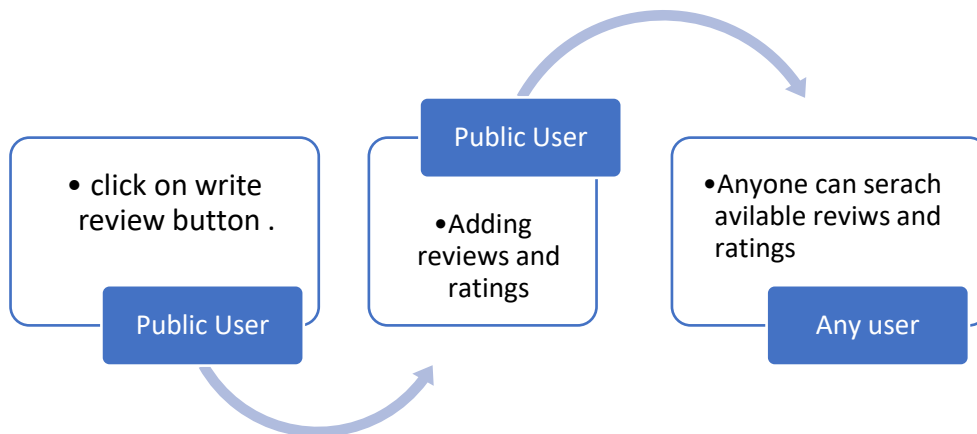 • click on write
review button .
Public User
Public User
•Adding
reviews and
ratings
•Anyone can serach
avilable reviws and
ratings
Any user